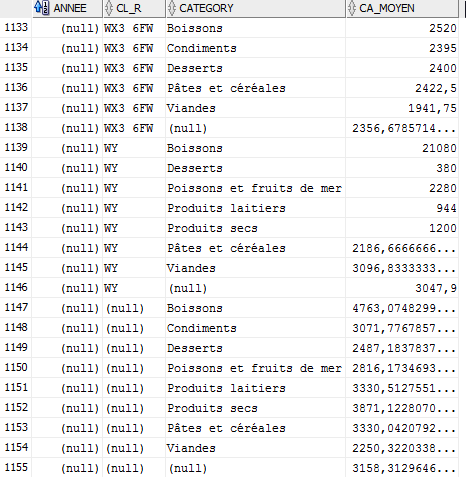 ANNEE CL_R CATEGORY CA_MOYEN
1133 (null) WX3 6FW Boissons 2520
1134 (null) WX3 6FW Condiments 2395
1135 (null) WX3 6FW Desserts 2400
1136 (null) WX3 6FW Pâtes et céréales 2422,5
1137 (null) WX3 6FW Viandes 1941,75
1138 (null) WX3 6FW (null) 2356,6785714...
1139 (null) WY Boissons 21080
1140 (null) WY Desserts 380
1141 (null) WY Poissons et fruits de mer 2280
1142 (null) WY Produits laitiers 944
1143 (null) WY Produits secs 1200
1144 (null) WY Pâtes et céréales 2186,6666666...
1145 (null) WY Viandes 3096,8333333...
1146 (null) WY (null) 3047,9
1147 (null) (null) Boissons 4763,0748299...
1148 (null) (null) Condiments 3071,7767857...
1149 (null) (null) Desserts 2487,1837837...
1150 (null) (null) Poissons et fruits de mer 2816,1734693...
1151 (null) (null) Produits laitiers 3330,5127551...
1152 (null) (null) Produits secs 3871,1228070...
1153 (null) (null) Pâtes et céréales 3330,0420792...
1154 (null) (null) Viandes 2250,3220338...
1155 (null) (null) (null) 3158,3129646...